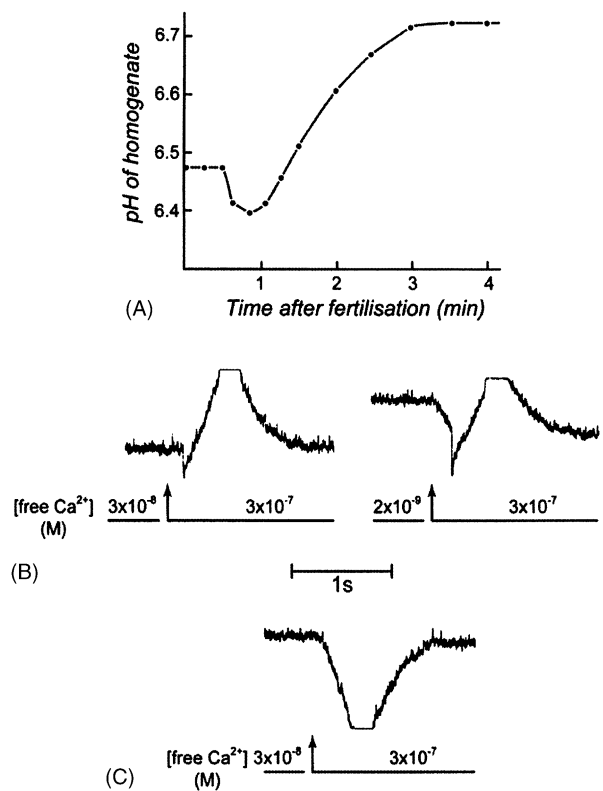 pH of homogenate
6.7
6.6
6.5
6.4
1 2 3 4
(A) Time after fertilisation (min)
[free Ca²⁺] 3x10⁻⁸ 3x10⁻⁷ 2x10⁻⁹ 3x10⁻⁷
(M)
(B)
1s
[free Ca²⁺] 3x10⁻⁸ 3x10⁻⁷
(C) (M)